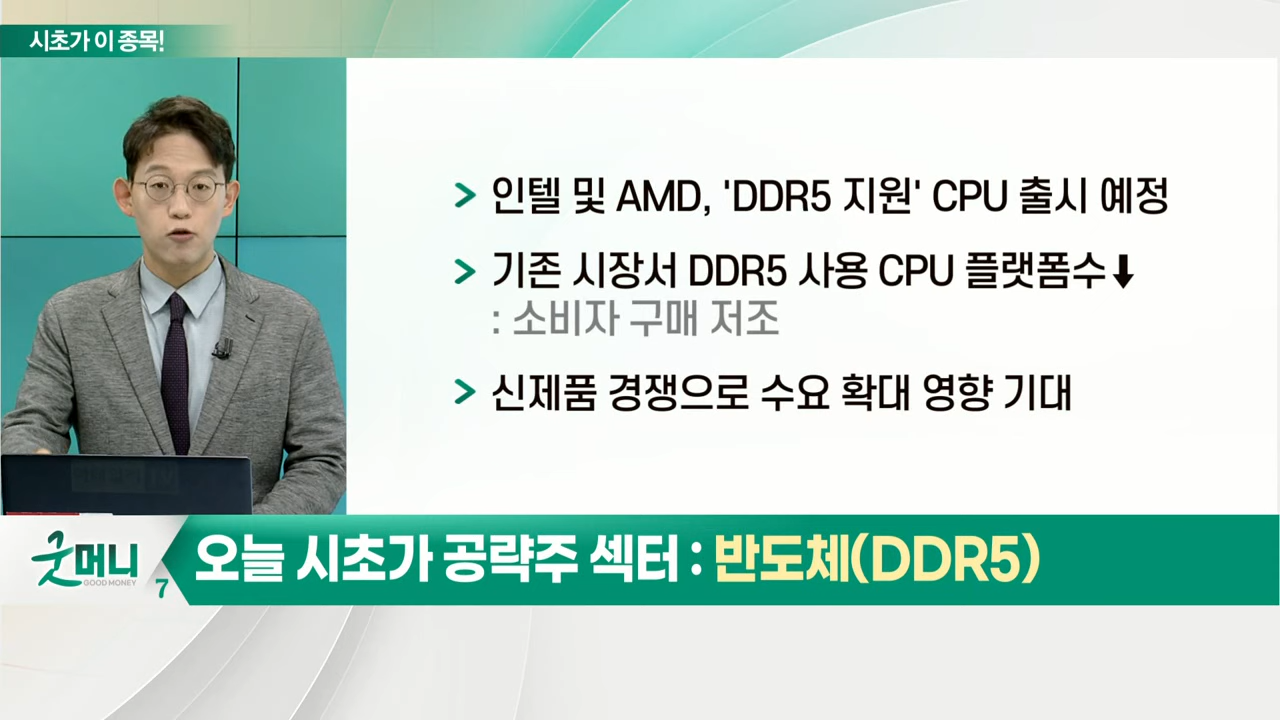 시초가 이 종목!
> 인텔 및 AMD, 'DDR5 지원' CPU 출시 예정
> 기존 시장서 DDR5 사용 CPU 플랫폼수⬇
: 소비자 구매 저조
> 신제품 경쟁으로 수요 확대 영향 기대
굿머니
GOOD MONEY
7
오늘 시초가 공략주 섹터 : 반도체(DDR5)